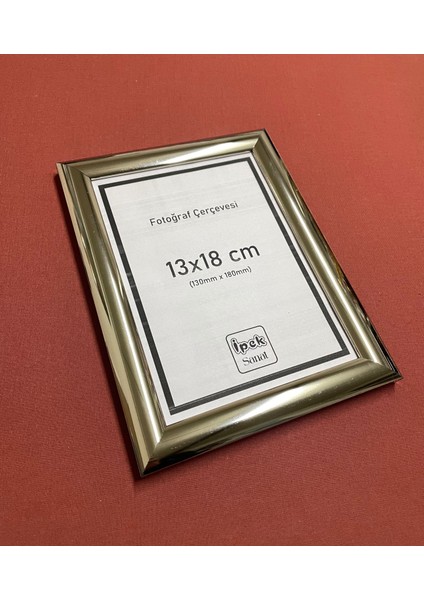 Fotoğraf Çerçevesi
13x18 cm
(130mm x 180mm)
İpek
Sanat